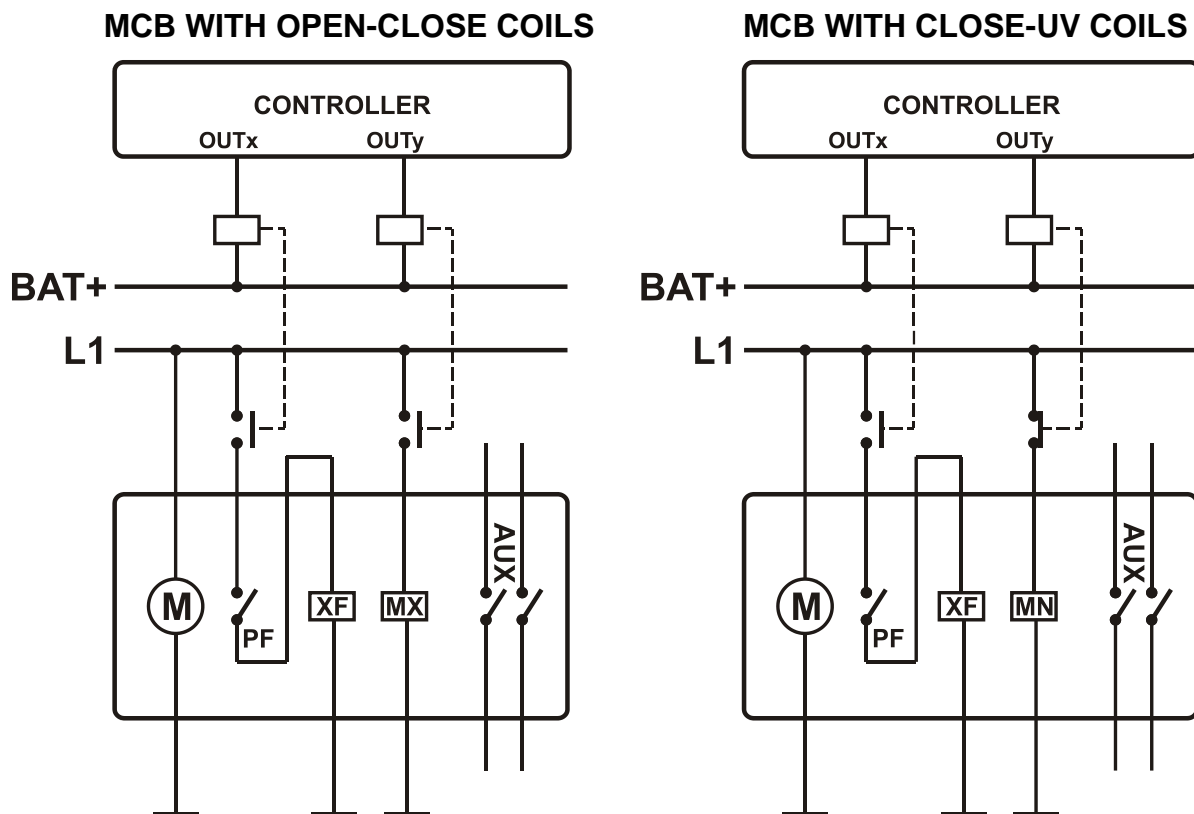 MCB WITH OPEN-CLOSE COILS
CONTROLLER
OUTx OUTy
BAT+
L1
AUX
M
XF
MX
PF
MCB WITH CLOSE-UV COILS
CONTROLLER
OUTx OUTy
BAT+
L1
AUX
M
XF
MN
PF